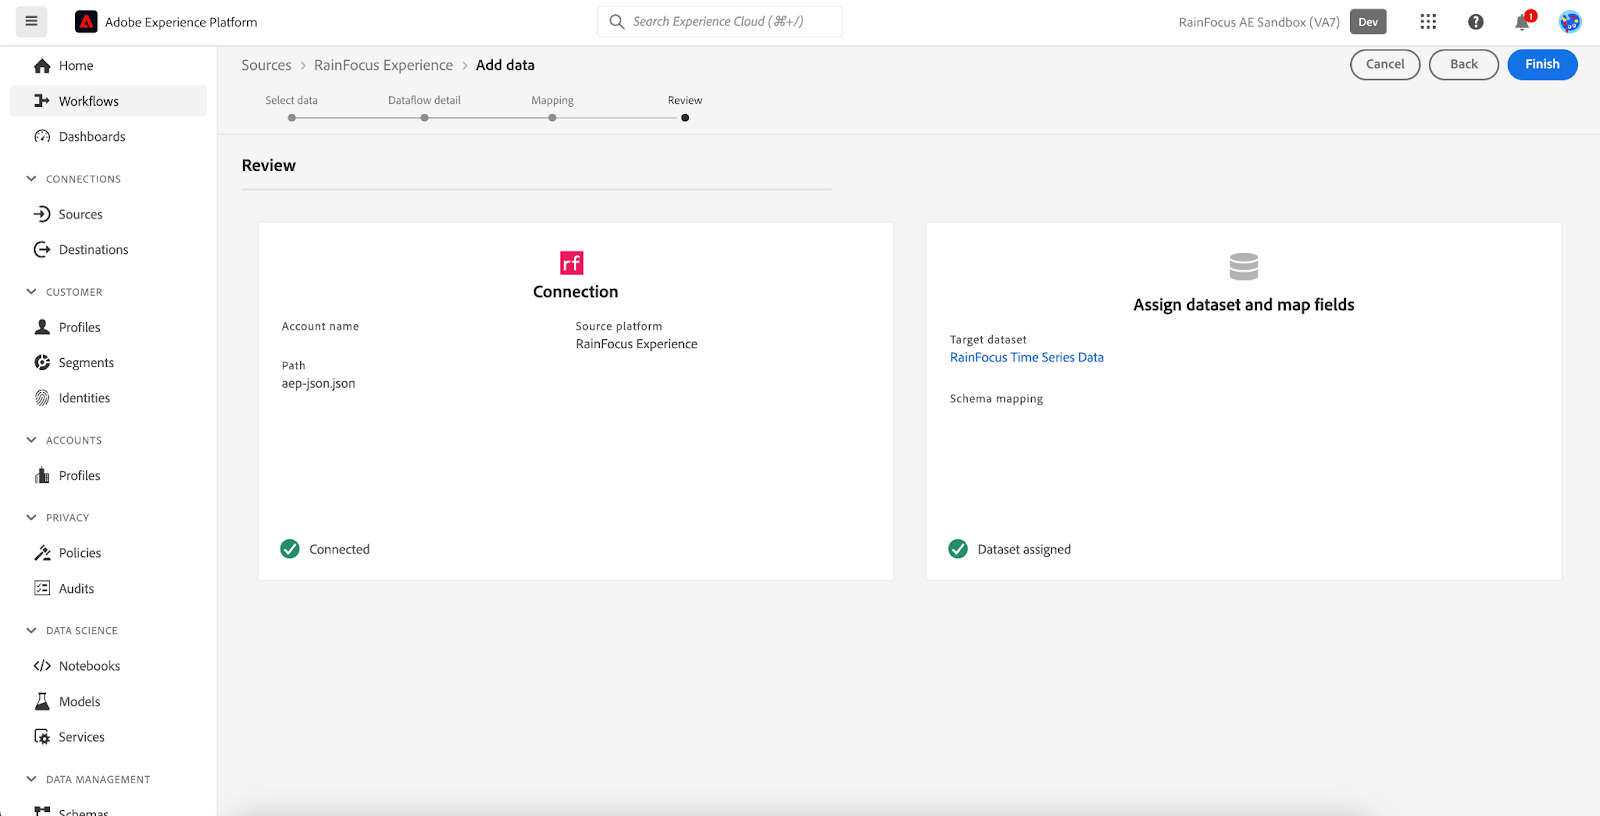 Adobe Experience Platform
Search Experience Cloud (⌘+/)
RainFocus AE Sandbox (VA7)
Dev
1
Home
Workflows
Dashboards
CONNECTIONS
Sources
Destinations
CUSTOMER
Profiles
Segments
Identities
ACCOUNTS
Profiles
PRIVACY
Policies
Audits
DATA SCIENCE
Notebooks
Models
Services
DATA MANAGEMENT
Schemas
Sources > RainFocus Experience > Add data
Cancel
Back
Finish
Select data
Dataflow detail
Mapping
Review
Review
rf
Connection
Account name
Source platform
RainFocus Experience
Path
aep-json.json
Connected
Assign dataset and map fields
Target dataset
RainFocus Time Series Data
Schema mapping
Dataset assigned